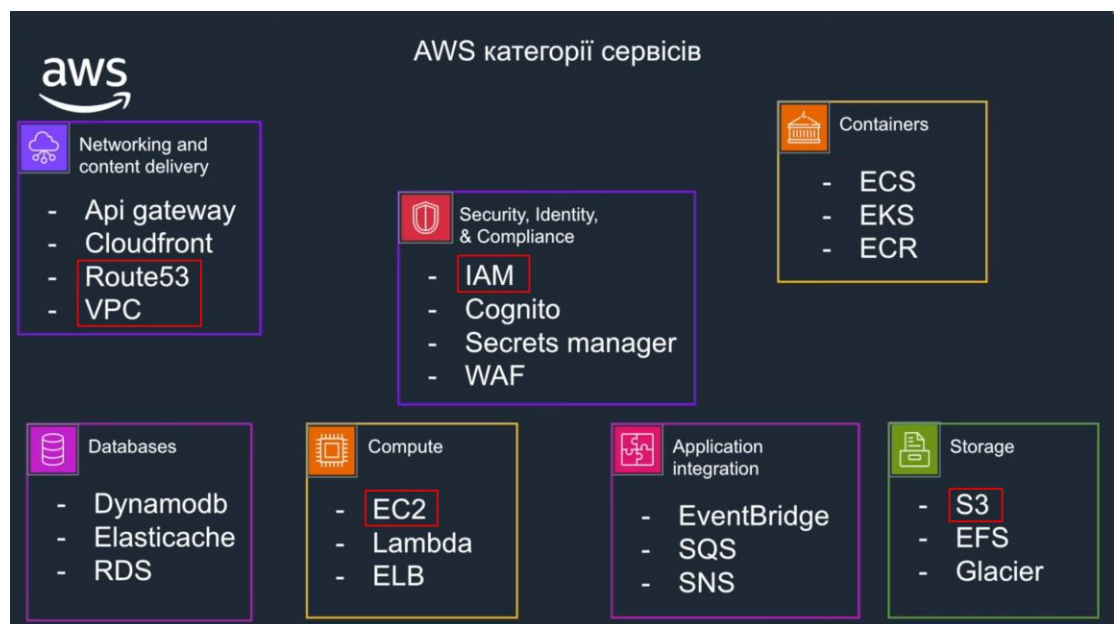 aws
AWS категорії сервісів
Networking and
content delivery
- Api gateway
- Cloudfront
- Route53
- VPC
Security, Identity,
& Compliance
- IAM
- Cognito
- Secrets manager
- WAF
Containers
- ECS
- EKS
- ECR
Databases
- Dynamodb
- Elasticache
- RDS
Compute
- EC2
- Lambda
- ELB
Application
integration
- EventBridge
- SQS
- SNS
Storage
- S3
- EFS
- Glacier